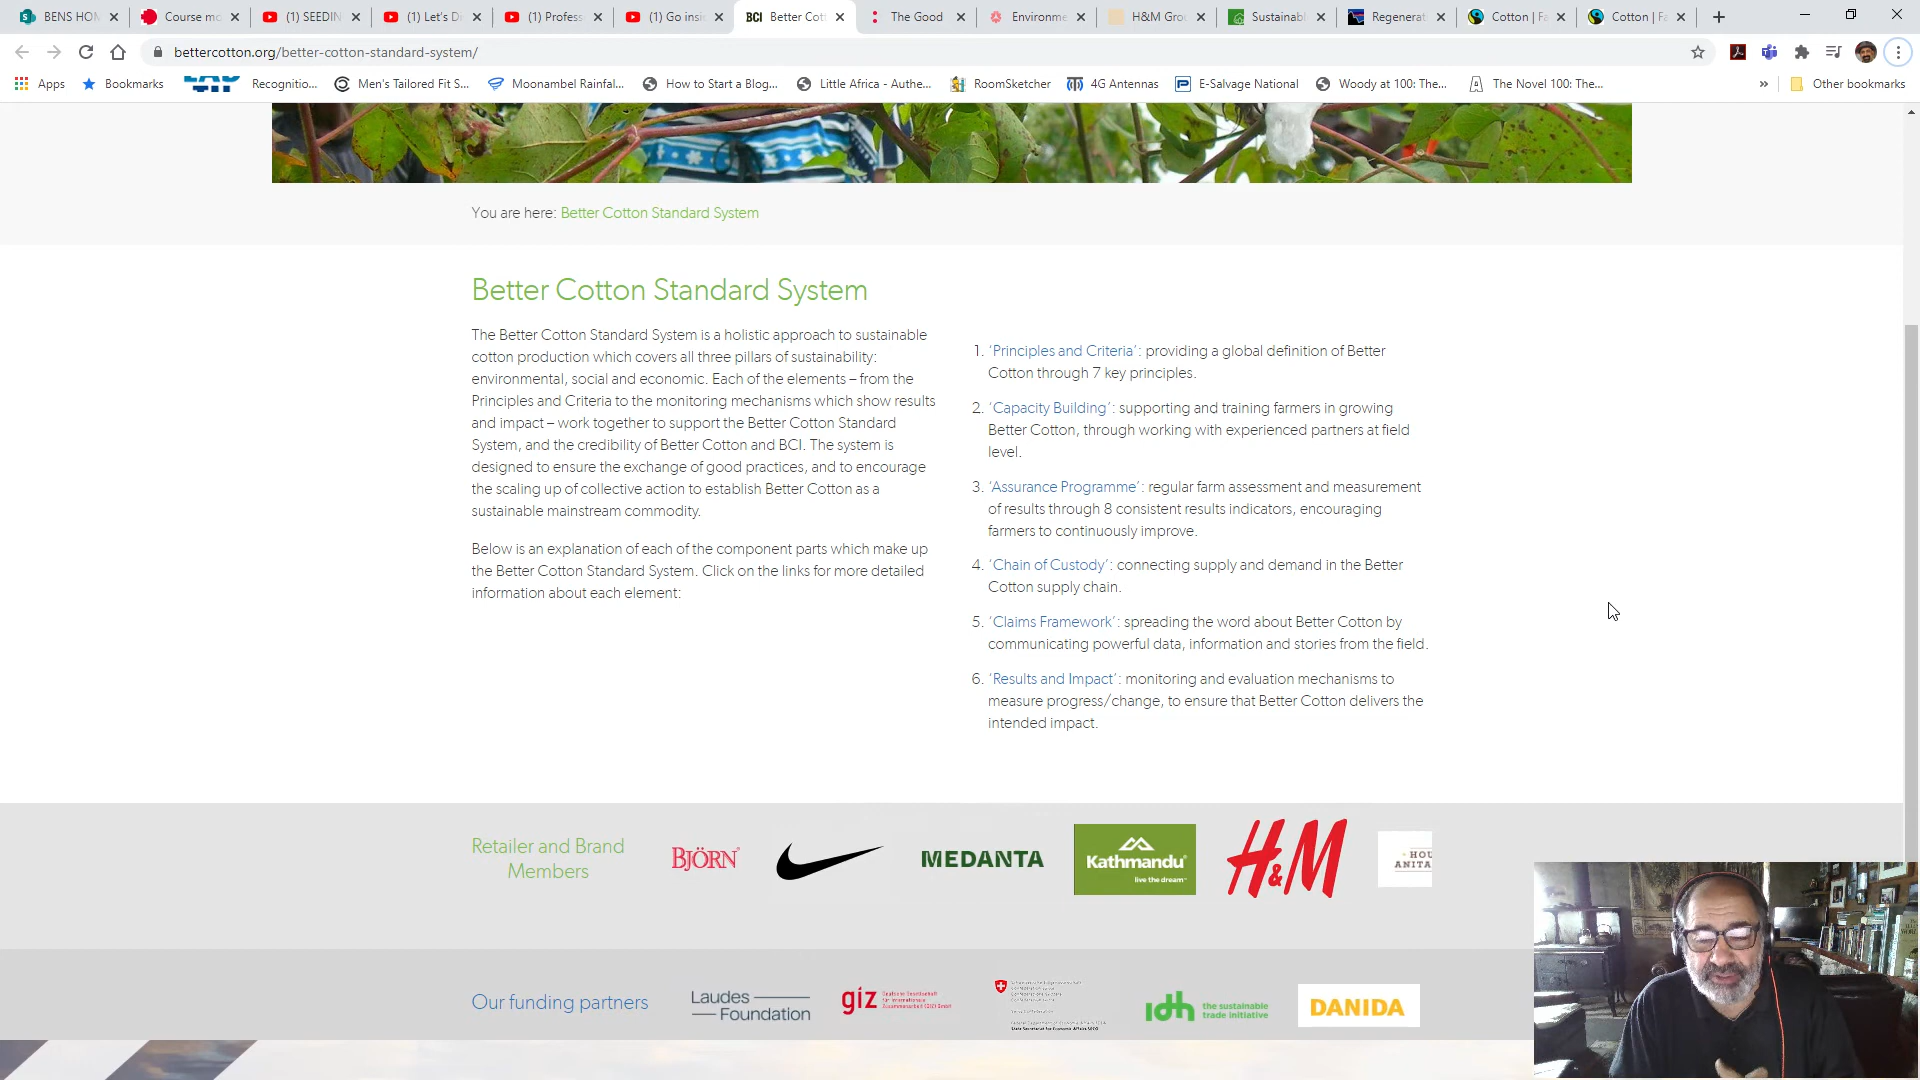 BENS HOM
Course mo
(1) SEEDIN
(1) Let's D
(1) Profess
(1) Go insi
BCI Better Cot
The Good
Environme
H&M Gro
Sustainabl
Regenerat
Cotton | Fa
Cotton | Fa
bettercotton.org/better-cotton-standard-system/
Apps
Bookmarks
Recognitio...
Men's Tailored Fit S...
Moonambel Rainfal...
How to Start a Blog...
Little Africa - Authe...
RoomSketcher
4G Antennas
E-Salvage National
Woody at 100: The...
The Novel 100: The...
»
Other bookmarks
You are here: Better Cotton Standard System
Better Cotton Standard System
The Better Cotton Standard System is a holistic approach to sustainable
cotton production which covers all three pillars of sustainability:
environmental, social and economic. Each of the elements – from the
Principles and Criteria to the monitoring mechanisms which show results
and impact – work together to support the Better Cotton Standard
System, and the credibility of Better Cotton and BCI. The system is
designed to ensure the exchange of good practices, and to encourage
the scaling up of collective action to establish Better Cotton as a
sustainable mainstream commodity.
Below is an explanation of each of the component parts which make up
the Better Cotton Standard System. Click on the links for more detailed
information about each element:
1. ‘Principles and Criteria’: providing a global definition of Better
Cotton through 7 key principles.
2. ‘Capacity Building’: supporting and training farmers in growing
Better Cotton, through working with experienced partners at field
level.
3. ‘Assurance Programme’: regular farm assessment and measurement
of results through 8 consistent results indicators, encouraging
farmers to continuously improve.
4. ‘Chain of Custody’: connecting supply and demand in the Better
Cotton supply chain.
5. ‘Claims Framework’: spreading the word about Better Cotton by
communicating powerful data, information and stories from the field.
6. ‘Results and Impact’: monitoring and evaluation mechanisms to
measure progress/change, to ensure that Better Cotton delivers the
intended impact.
Retailer and Brand
Members
BJÖRN
MEDANTA
Kathmandu
live the dream
H&M
HOU
ANITA
Our funding partners
Laudes
Foundation
giz
idh the sustainable
trade initiative
DANIDA